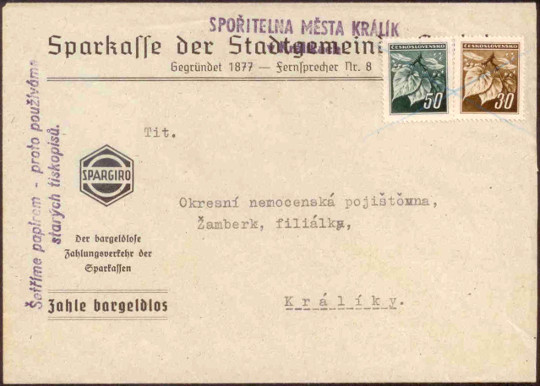 SPOŘITELNA MĚSTA KRÁLÍK
Sparkasse der Stadtgemeinde
Gegründet 1877 — Fernsprecher Nr. 8
ČESKOSLOVENSKO
50
ČESKOSLOVENSKO
30
Šetříme papírem - proto používáme
starých tiskopisů.
Tit.
SPARGIRO
Okresní nemocenská pojišťovna,
Žamberk, filiálka,
Der bargeldlose
Zahlungsverkehr der
Sparkassen
Zahle bargeldlos
Králíky.